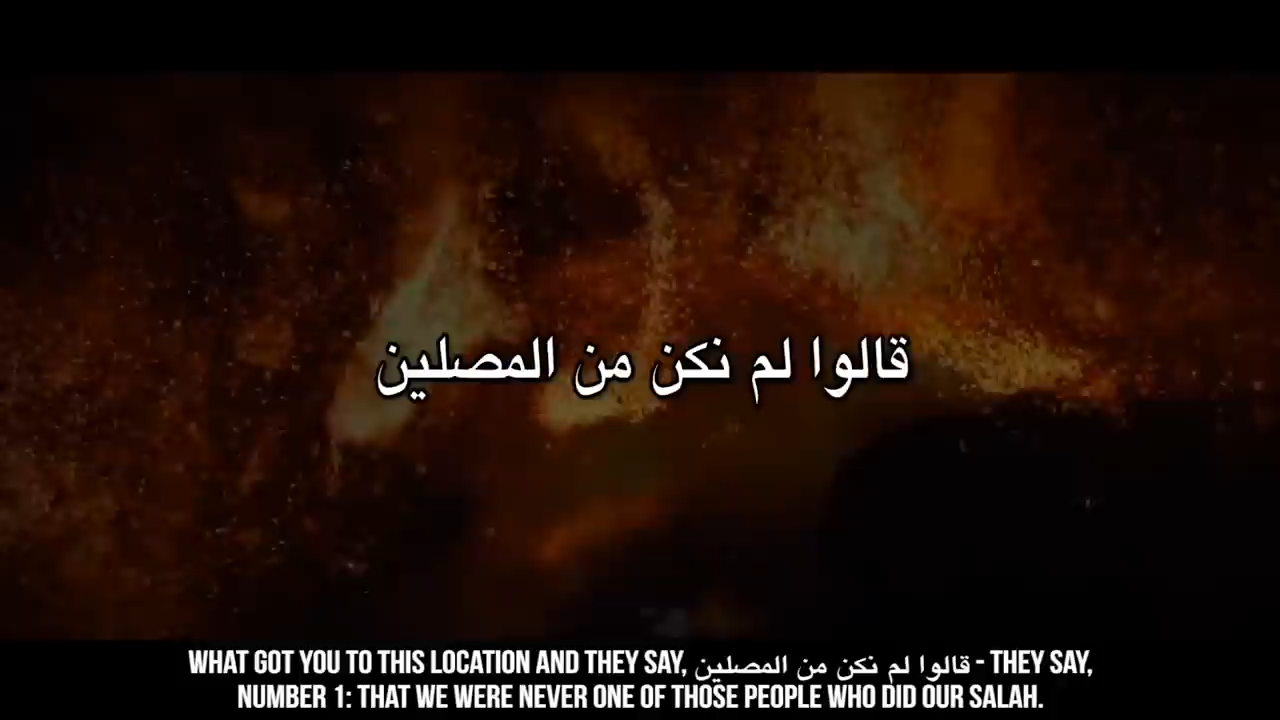 قالوا لم نكن من المصلين
WHAT GOT YOU TO THIS LOCATION AND THEY SAY, قالوا لم نكن من المصلين - THEY SAY,
NUMBER 1: THAT WE WERE NEVER ONE OF THOSE PEOPLE WHO DID OUR SALAH.